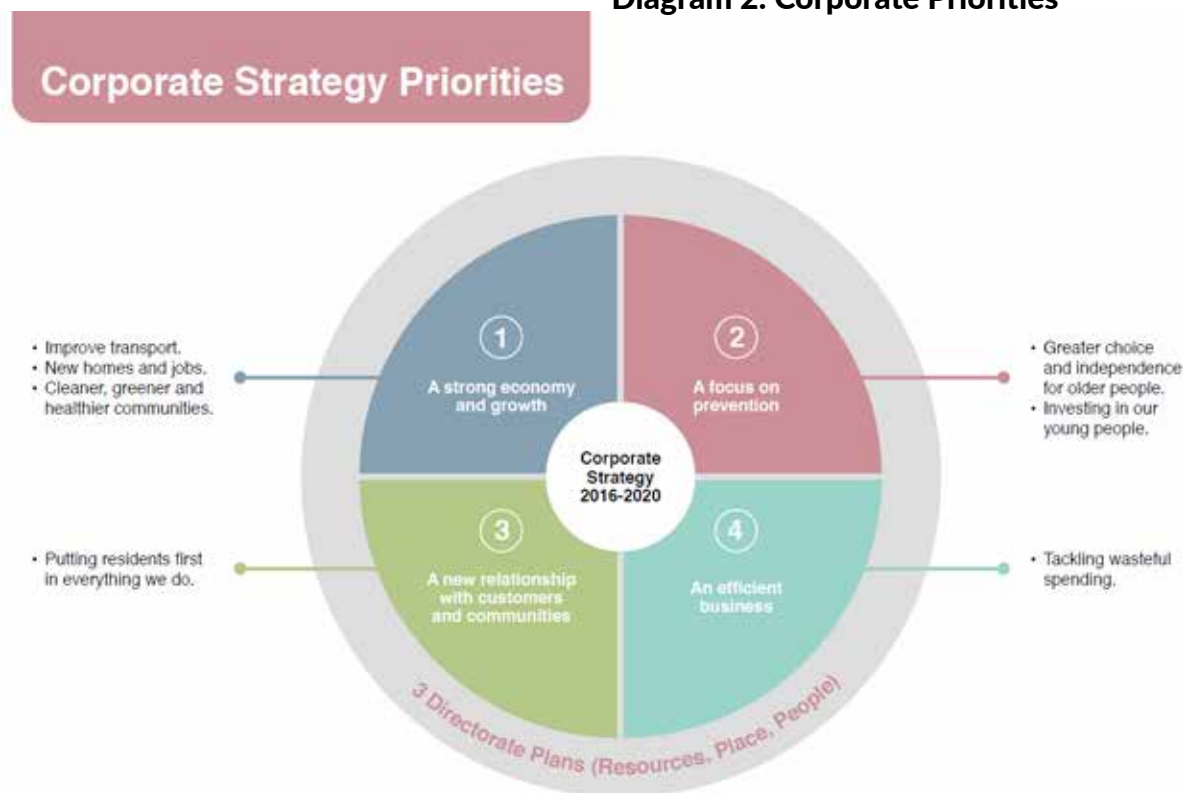 Diagram 2: Corporate Priorities
Corporate Strategy Priorities
1
A strong economy
and growth
• Improve transport.
• New homes and jobs.
• Cleaner, greener and
healthier communities.
2
A focus on
prevention
• Greater choice
and independence
for older people.
• Investing in our
young people.
Corporate
Strategy
2016-2020
3
A new relationship
with customers
and communities
• Putting residents first
in everything we do.
4
An efficient
business
• Tackling wasteful
spending.
3 Directorate Plans (Resources, Place, People)